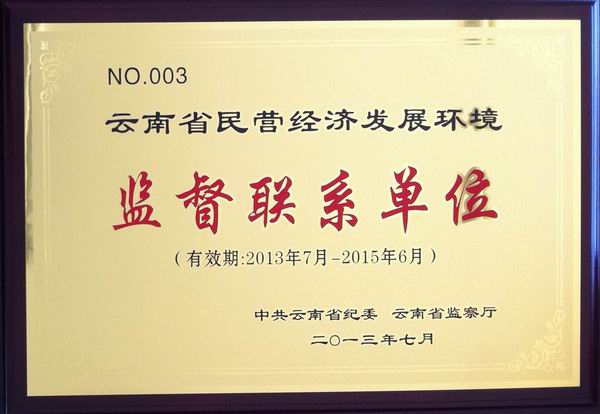 NO.003
云南省民营经济发展环境
监督联系单位
（有效期:2013年7月-2015年6月）
中共云南省纪委 云南省监察厅
二〇一三年七月